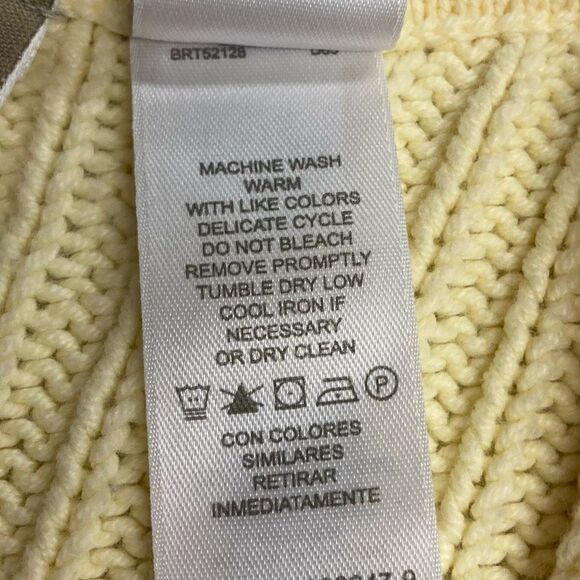 BRT52128
MACHINE WASH
WARM
WITH LIKE COLORS
DELICATE CYCLE
DO NOT BLEACH
REMOVE PROMPTLY
TUMBLE DRY LOW
COOL IRON IF
NECESSARY
OR DRY CLEAN
P
CON COLORES
SIMILARES
RETIRAR
INMEDIATAMENTE